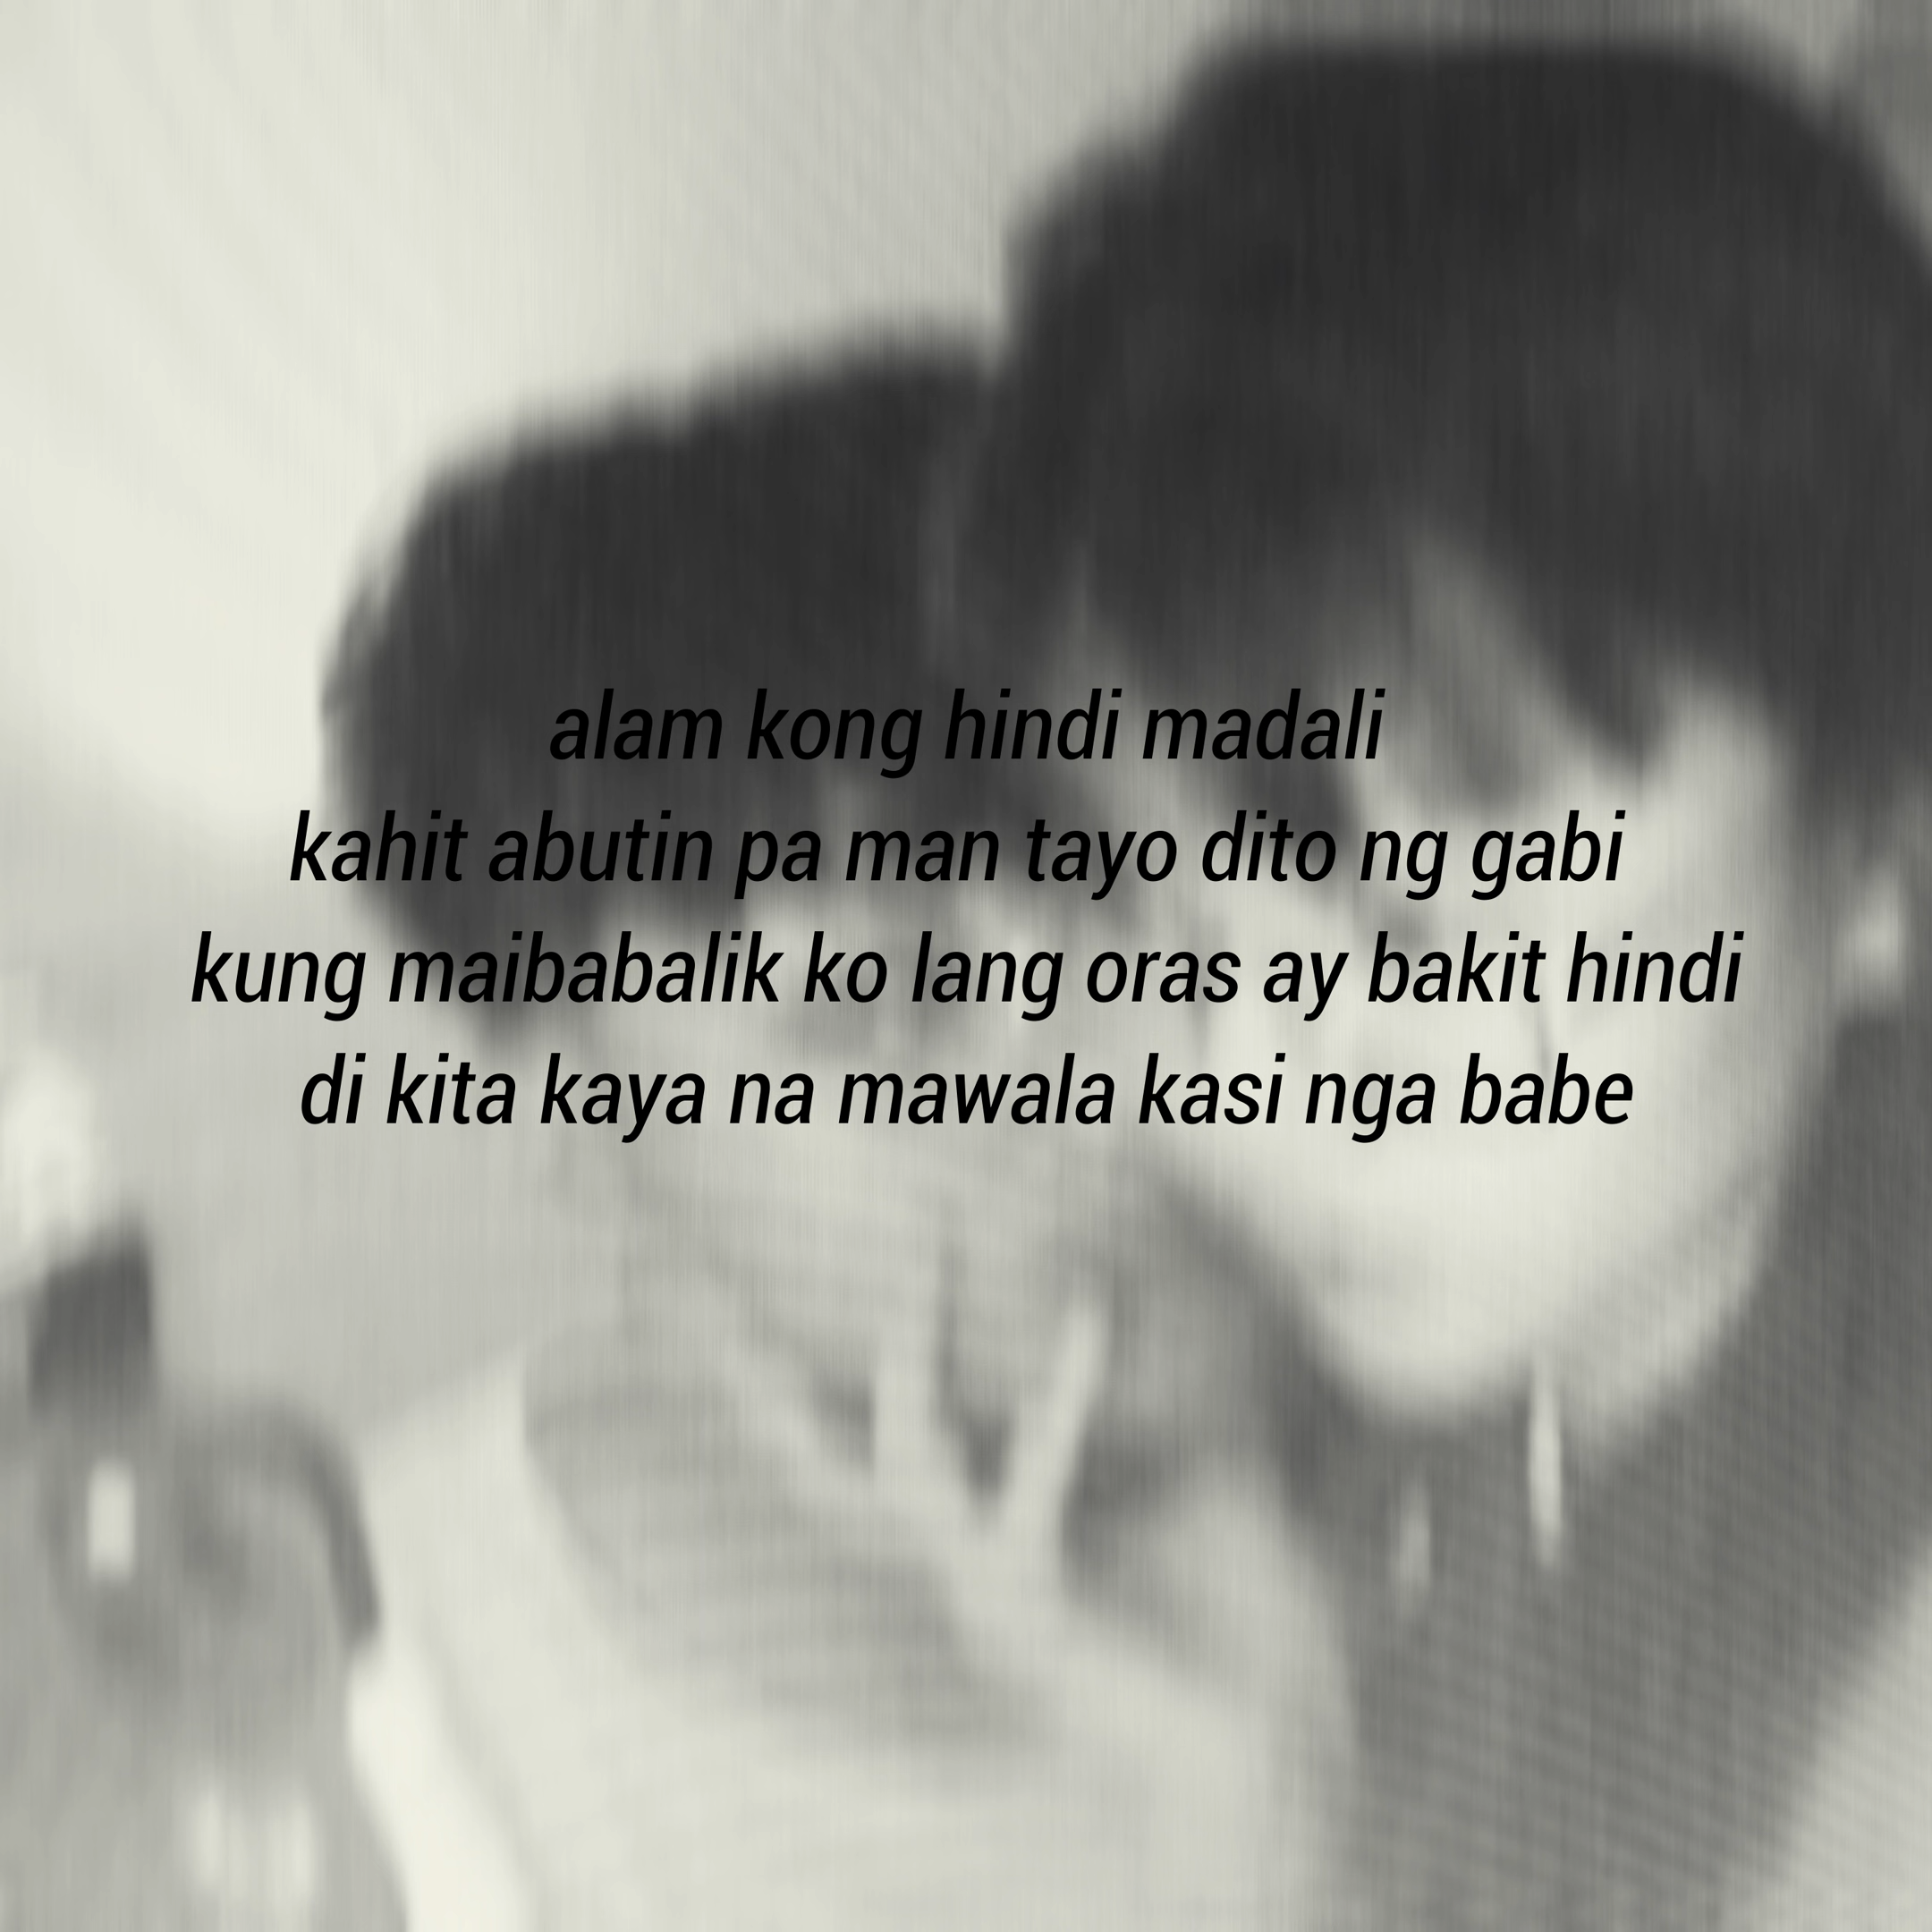 alam kong hindi madali
kahit abutin pa man tayo dito ng gabi
kung maibabalik ko lang oras ay bakit hindi
di kita kaya na mawala kasi nga babe